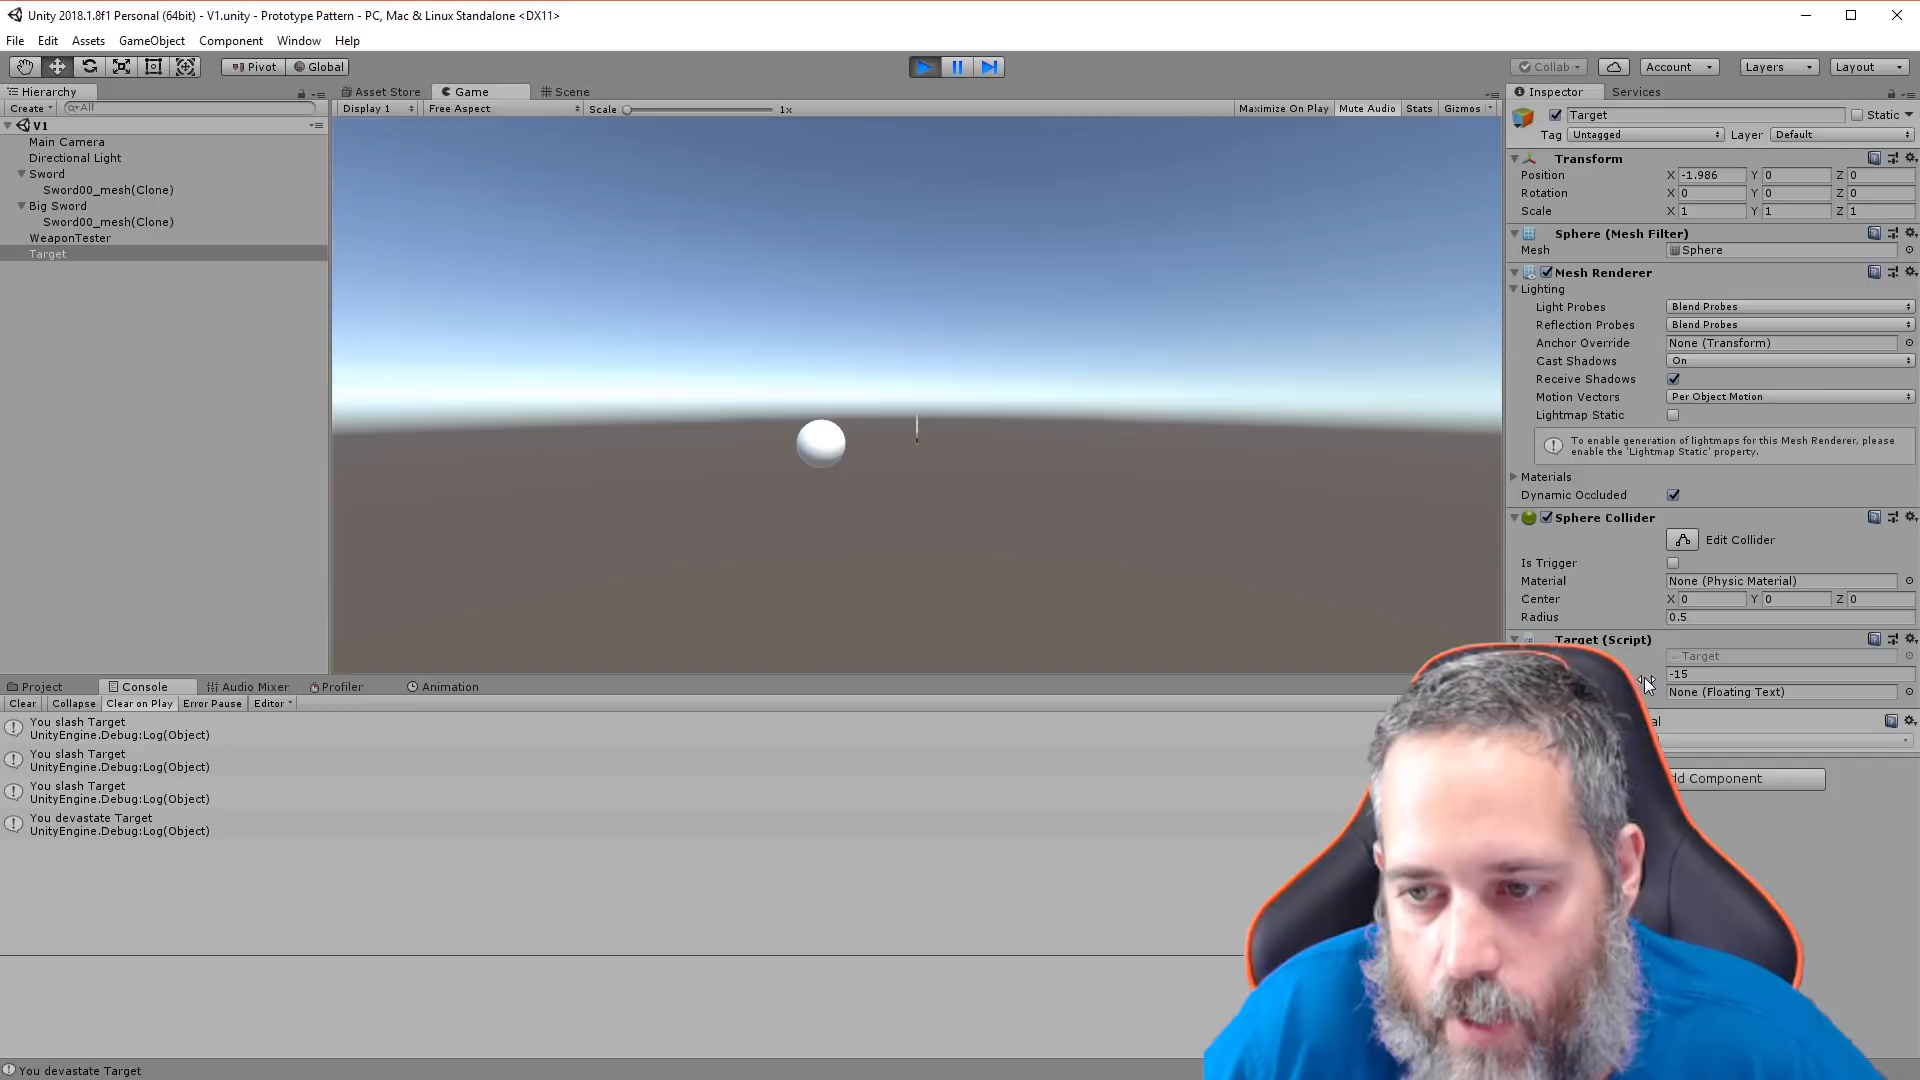 Unity 2018.1.8f1 Personal (64bit) - V1.unity - Prototype Pattern - PC, Mac & Linux Standalone <DX11>
File Edit Assets GameObject Component Window Help
Pivot Global Collab Account Layers Layout
Hierarchy
Create All
V1
Main Camera
Directional Light
Sword
Sword00_mesh(Clone)
Big Sword
Sword00_mesh(Clone)
WeaponTester
Target
Asset Store Game Scene
Display 1 Free Aspect Scale 1x Maximize On Play Mute Audio Stats Gizmos
Inspector Services
Target Static
Tag Untagged Layer Default
Transform
Position X -1.986 Y 0 Z 0
Rotation X 0 Y 0 Z 0
Scale X 1 Y 1 Z 1
Sphere (Mesh Filter)
Mesh Sphere
Mesh Renderer
Lighting
Light Probes Blend Probes
Reflection Probes Blend Probes
Anchor Override None (Transform)
Cast Shadows On
Receive Shadows
Motion Vectors Per Object Motion
Lightmap Static
To enable generation of lightmaps for this Mesh Renderer, please
enable the 'Lightmap Static' property.
Materials
Dynamic Occluded
Sphere Collider
Edit Collider
Is Trigger
Material None (Physic Material)
Center X 0 Y 0 Z 0
Radius 0.5
Target (Script)
Target
-15
None (Floating Text)
al
dd Component
Project Console Audio Mixer Profiler Animation
Clear Collapse Clear on Play Error Pause Editor
You slash Target
UnityEngine.Debug:Log(Object)
You slash Target
UnityEngine.Debug:Log(Object)
You slash Target
UnityEngine.Debug:Log(Object)
You devastate Target
UnityEngine.Debug:Log(Object)
You devastate Target